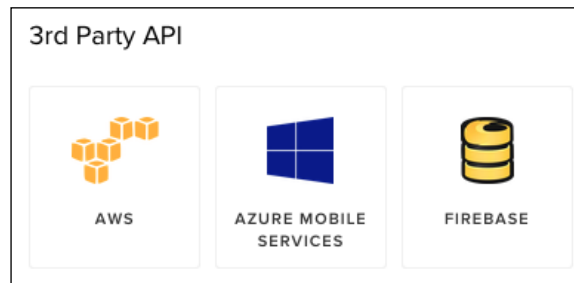 3rd Party API
AWS
AZURE MOBILE
SERVICES
FIREBASE